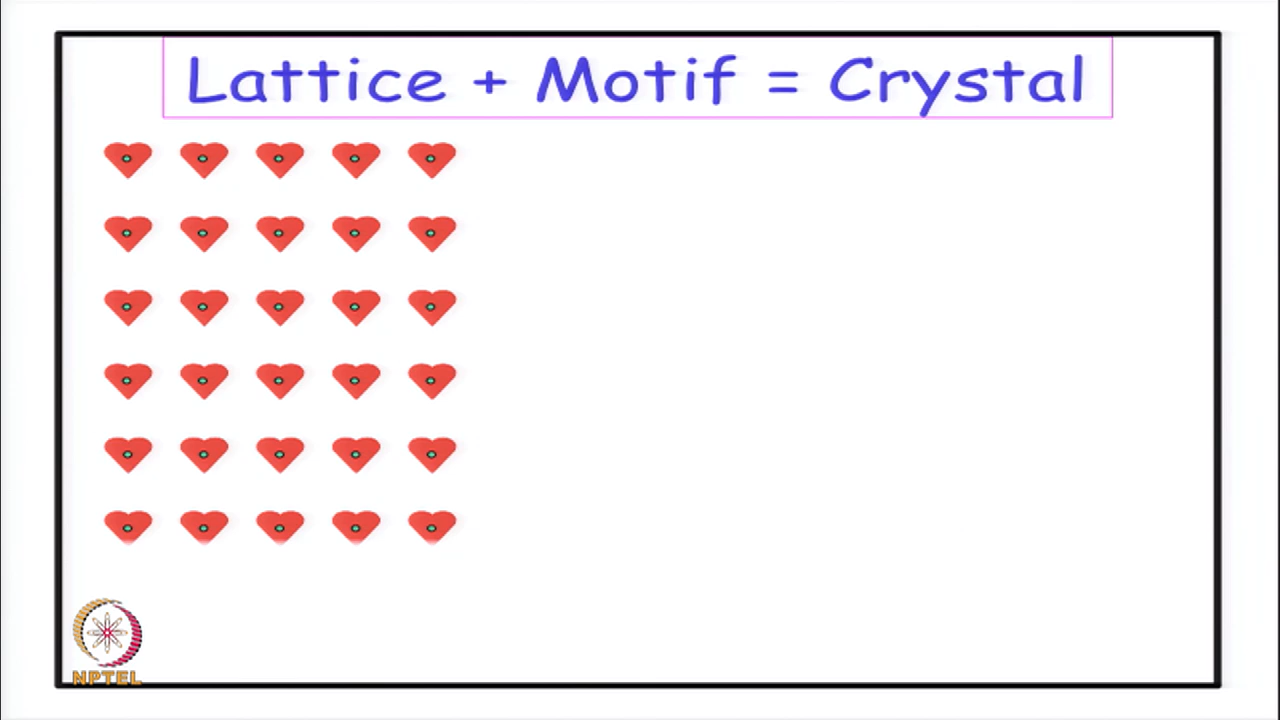 Lattice + Motif = Crystal
NPTEL